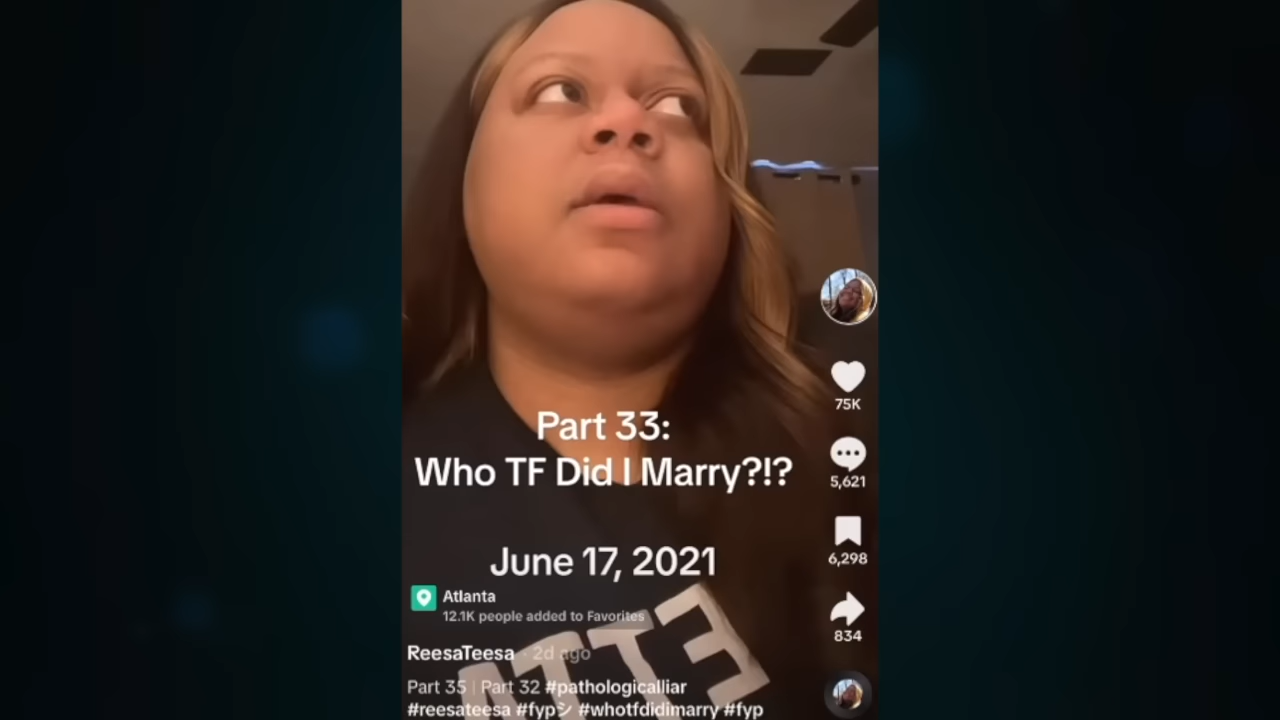 75K
Part 33:
Who TF Did I Marry?!?
5,621
June 17, 2021
6,298
Atlanta
12.1K people added to Favorites
834
ReesaTeesa · 2d ago
Part 35 | Part 32 #pathologicalliar
#reesateesa #fypシ #whotfdidimarry #fyp